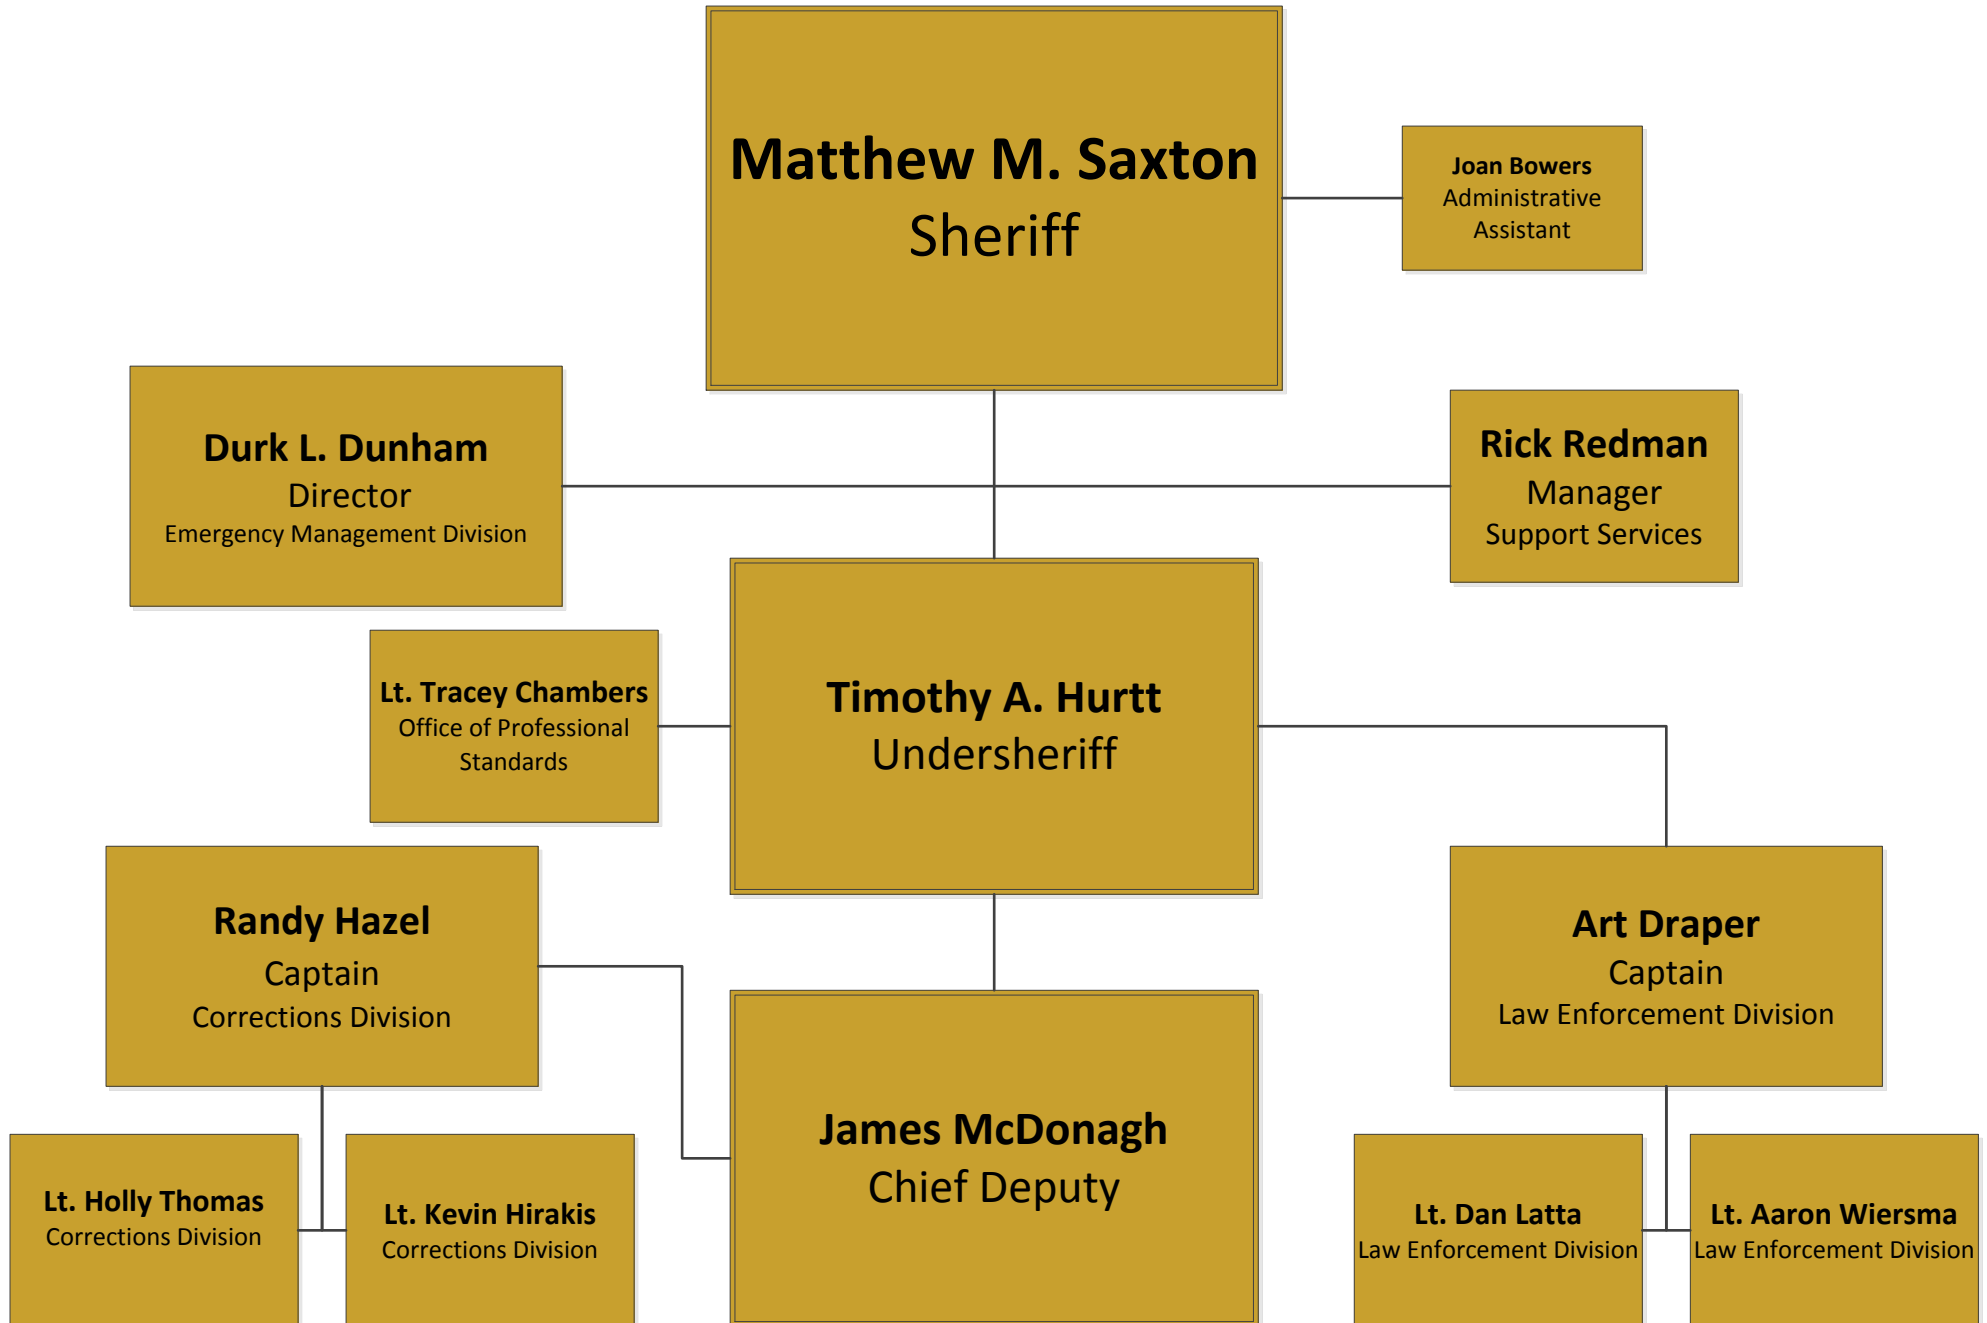 Matthew M. Saxton
Sheriff
Joan Bowers
Administrative
Assistant
Durk L. Dunham
Director
Emergency Management Division
Rick Redman
Manager
Support Services
Lt. Tracey Chambers
Office of Professional
Standards
Timothy A. Hurtt
Undersheriff
Randy Hazel
Captain
Corrections Division
Art Draper
Captain
Law Enforcement Division
James McDonagh
Chief Deputy
Lt. Holly Thomas
Corrections Division
Lt. Kevin Hirakis
Corrections Division
Lt. Dan Latta
Law Enforcement Division
Lt. Aaron Wiersma
Law Enforcement Division